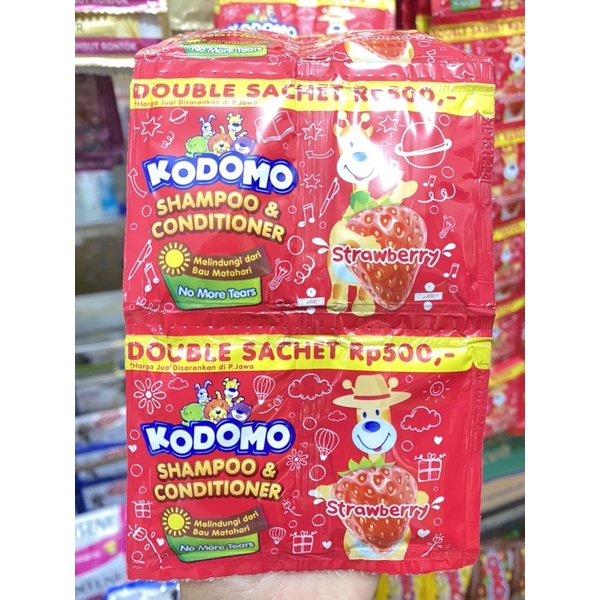 DOUBLE SACHET Rp500,-
*Harga Jual Disarankan di P.Jawa
KODOMO
SHAMPOO &
CONDITIONER
Melindungi dari
Bau Matahari
No More Tears
Strawberry
DOUBLE SACHET Rp500,-
*Harga Jual Disarankan di P.Jawa
KODOMO
SHAMPOO &
CONDITIONER
Melindungi dari
Bau Matahari
No More Tears
Strawberry
CONDITIONER
No More Tears